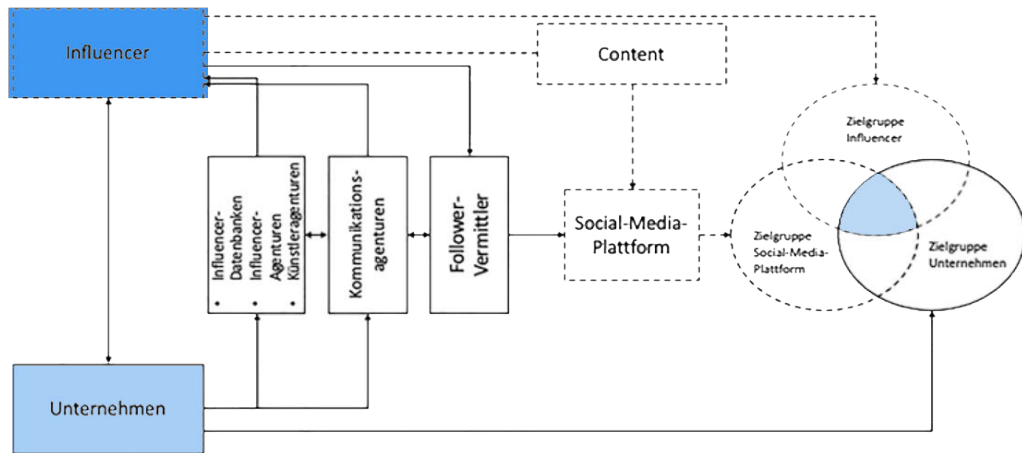 Influencer
Content
Zielgruppe
Influencer
• Influencer-
Datenbanken
• Influencer-
Agenturen
• Künstleragenturen
Kommunikations-
agenturen
Follower-
Vermittler
Social-Media-
Plattform
Zielgruppe
Social-Media-
Plattform
Zielgruppe
Unternehmen
Unternehmen